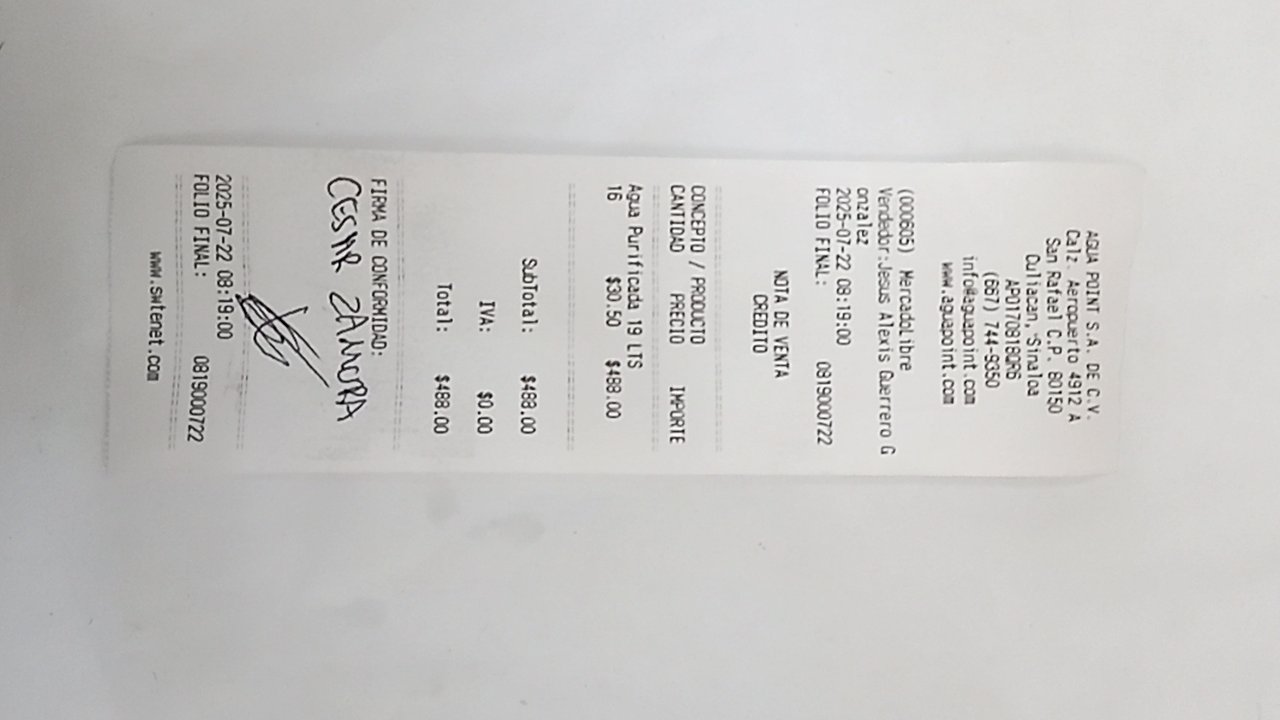 AGUA POINT S.A. DE C.V.
Calz. Aeropuerto 4912 A
San Rafael C.P. 80150
Culiacan, Sinaloa
APO170818QR6
(667) 744-9350
info@aguapoint.com
www.aguapoint.com
(000605) MercadoLibre
Vendedor:Jesus Alexis Guerrero G
onzalez
2025-07-22 08:19:00
FOLIO FINAL: 0819000722
NOTA DE VENTA
CREDITO
CONCEPTO / PRODUCTO
CANTIDAD PRECIO IMPORTE
Agua Purificada 19 LTS
16 $30.50 $488.00
SubTotal: $488.00
IVA: $0.00
Total: $488.00
FIRMA DE CONFORMIDAD:
CESAR ZAMORA
2025-07-22 08:19:00
FOLIO FINAL: 0819000722
www.swtenet.com